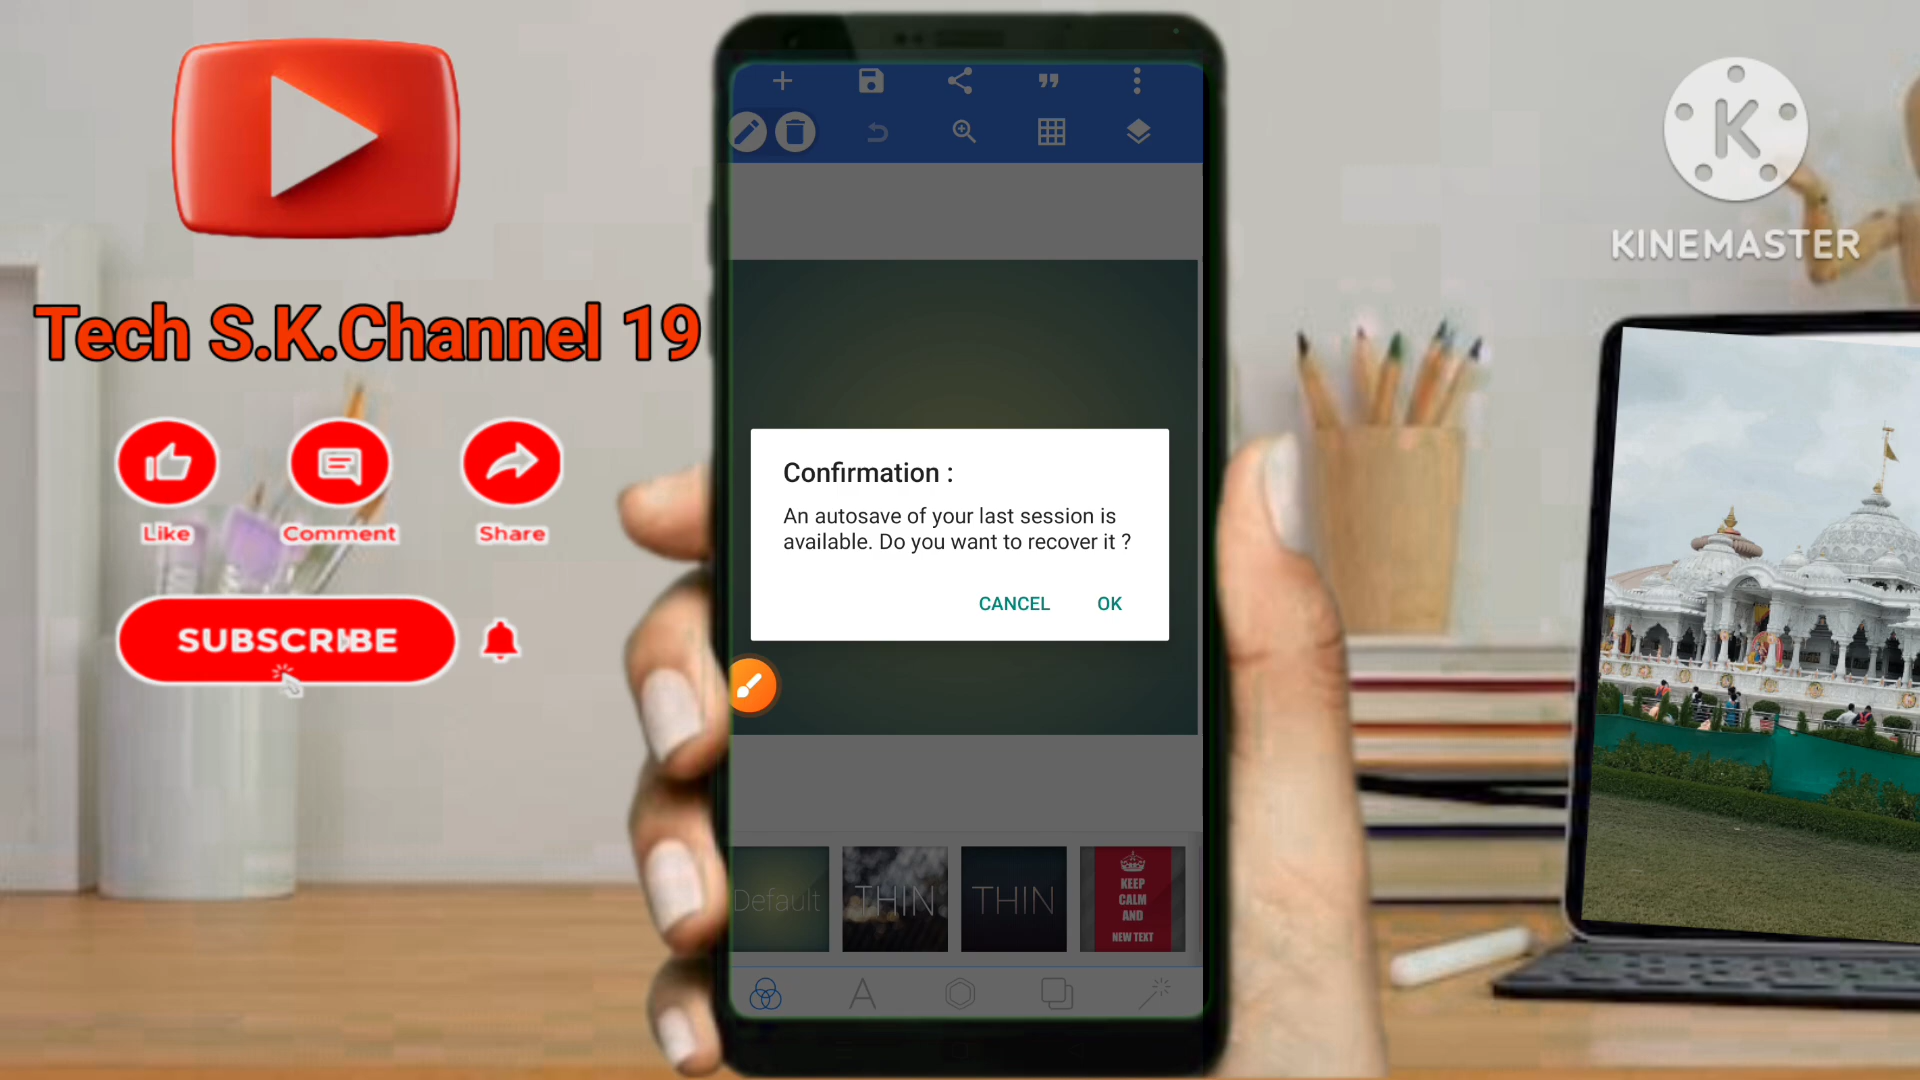 KINEMASTER
Tech S.K.Channel 19
Like
Comment
Share
SUBSCRIBE
Confirmation :
An autosave of your last session is
available. Do you want to recover it ?
CANCEL
OK
Default
THIN
THIN
KEEP
CALM
AND
NEW TEXT